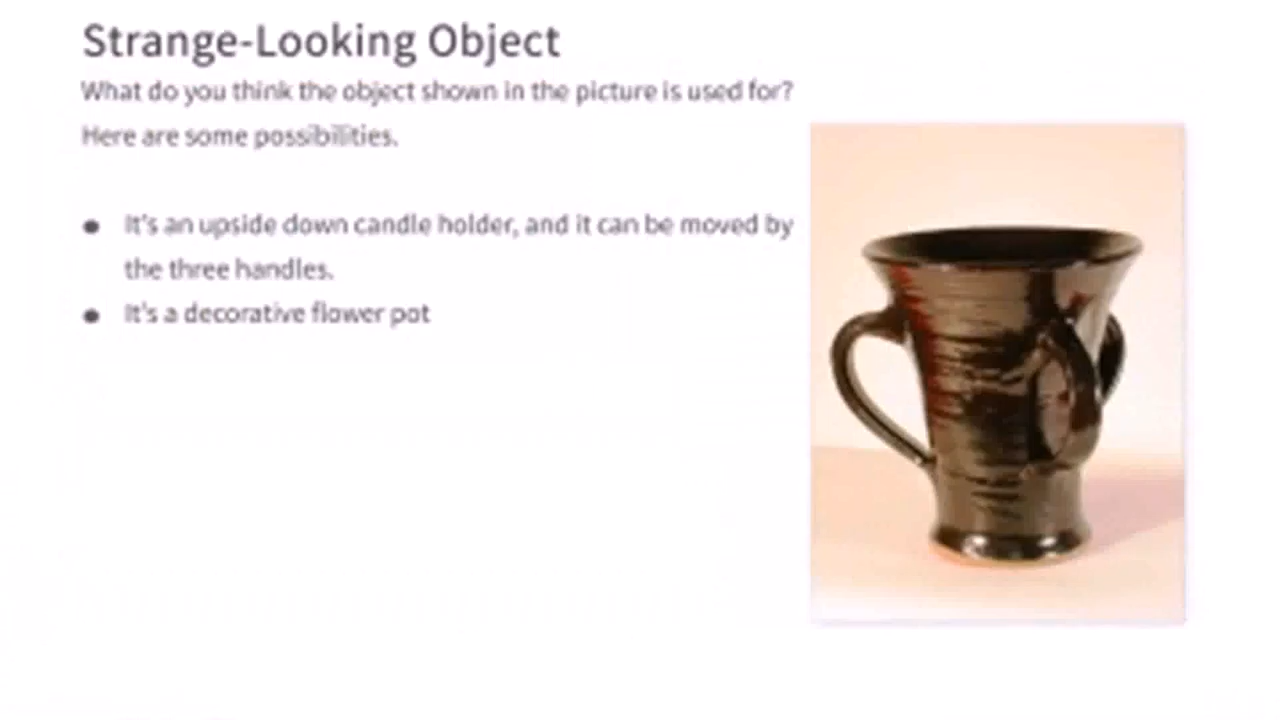 Strange-Looking Object
What do you think the object shown in the picture is used for?
Here are some possibilities.
● It's an upside down candle holder, and it can be moved by
the three handles.
● It's a decorative flower pot